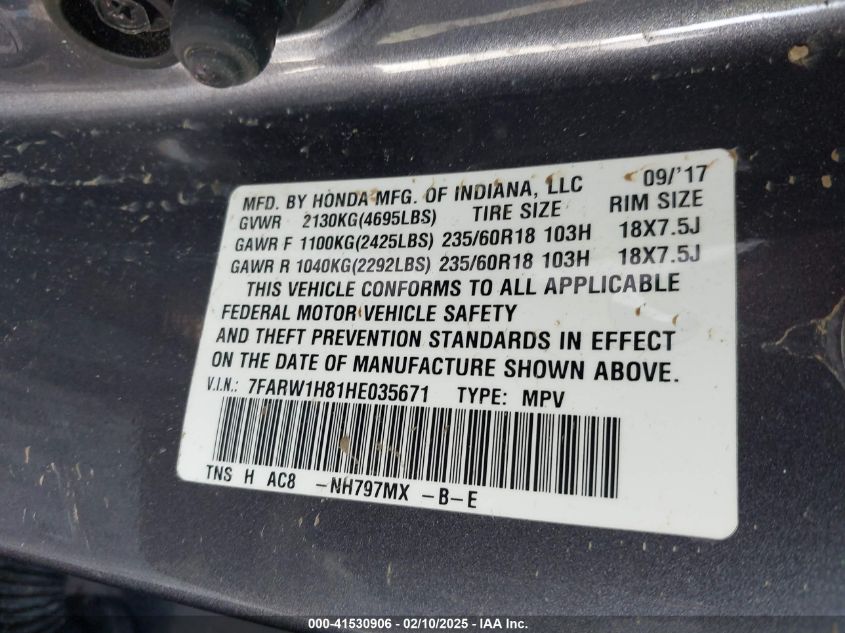 MFD. BY HONDA MFG. OF INDIANA, LLC 09/'17
GVWR 2130KG(4695LBS) TIRE SIZE RIM SIZE
GAWR F 1100KG(2425LBS) 235/60R18 103H 18X7.5J
GAWR R 1040KG(2292LBS) 235/60R18 103H 18X7.5J
THIS VEHICLE CONFORMS TO ALL APPLICABLE
FEDERAL MOTOR VEHICLE SAFETY
AND THEFT PREVENTION STANDARDS IN EFFECT
ON THE DATE OF MANUFACTURE SHOWN ABOVE.
V.I.N.: 7FARW1H81HE035671 TYPE: MPV
TNS H AC8 -NH797MX -B-E
000-41530906 - 02/10/2025 - IAA Inc.